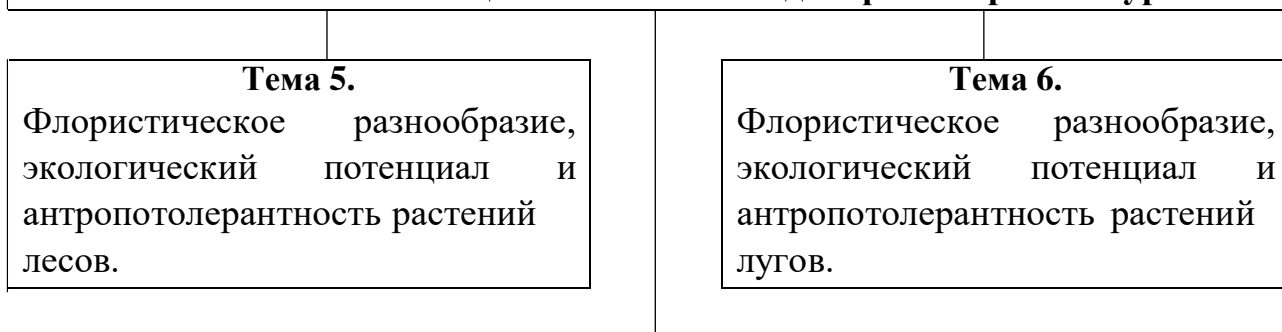 Тема 5.
Флористическое разнообразие,
экологический потенциал и
антропотолерантность растений
лесов.
Тема 6.
Флористическое разнообразие,
экологический потенциал и
антропотолерантность растений
лугов.